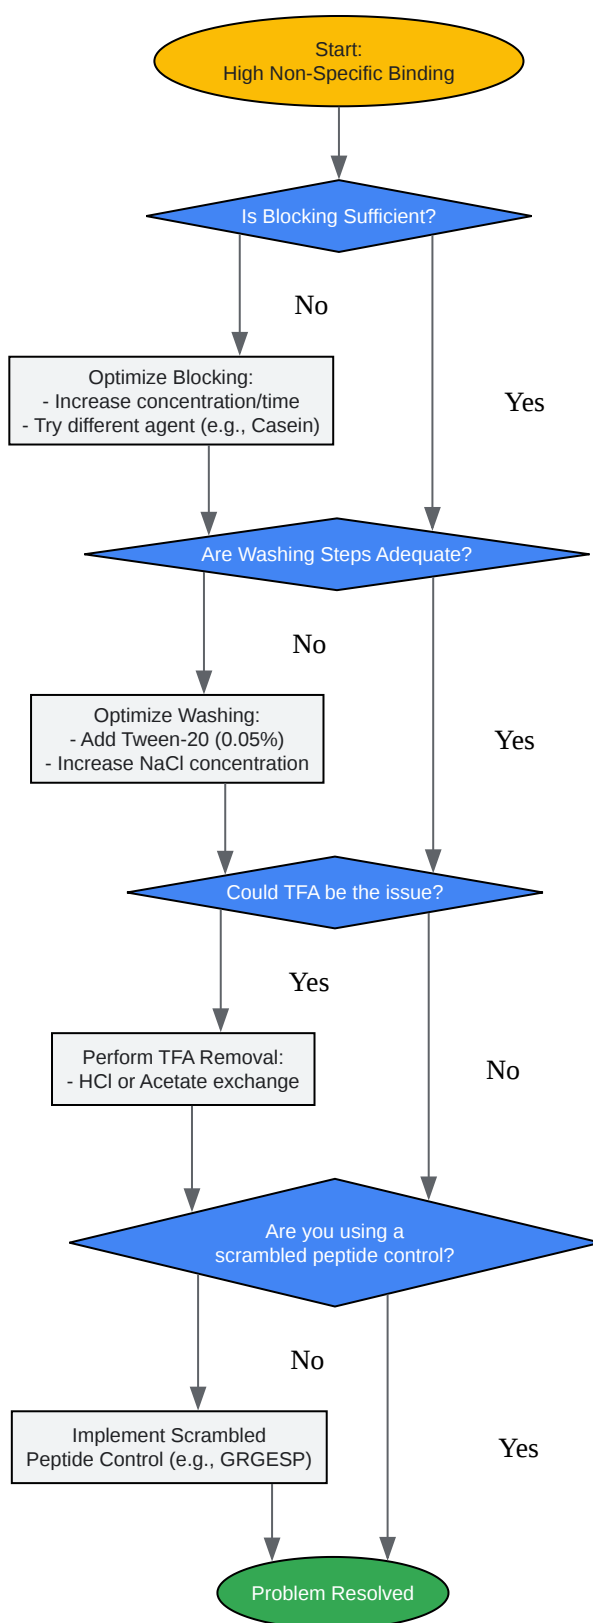 Start:
High Non-Specific Binding
Is Blocking Sufficient?
No
Optimize Blocking:
- Increase concentration/time
- Try different agent (e.g., Casein)
Yes
Are Washing Steps Adequate?
No
Optimize Washing:
- Add Tween-20 (0.05%)
- Increase NaCl concentration
Yes
Could TFA be the issue?
Yes
Perform TFA Removal:
- HCl or Acetate exchange
No
Are you using a
scrambled peptide control?
No
Implement Scrambled
Peptide Control (e.g., GRGESP)
Yes
Problem Resolved